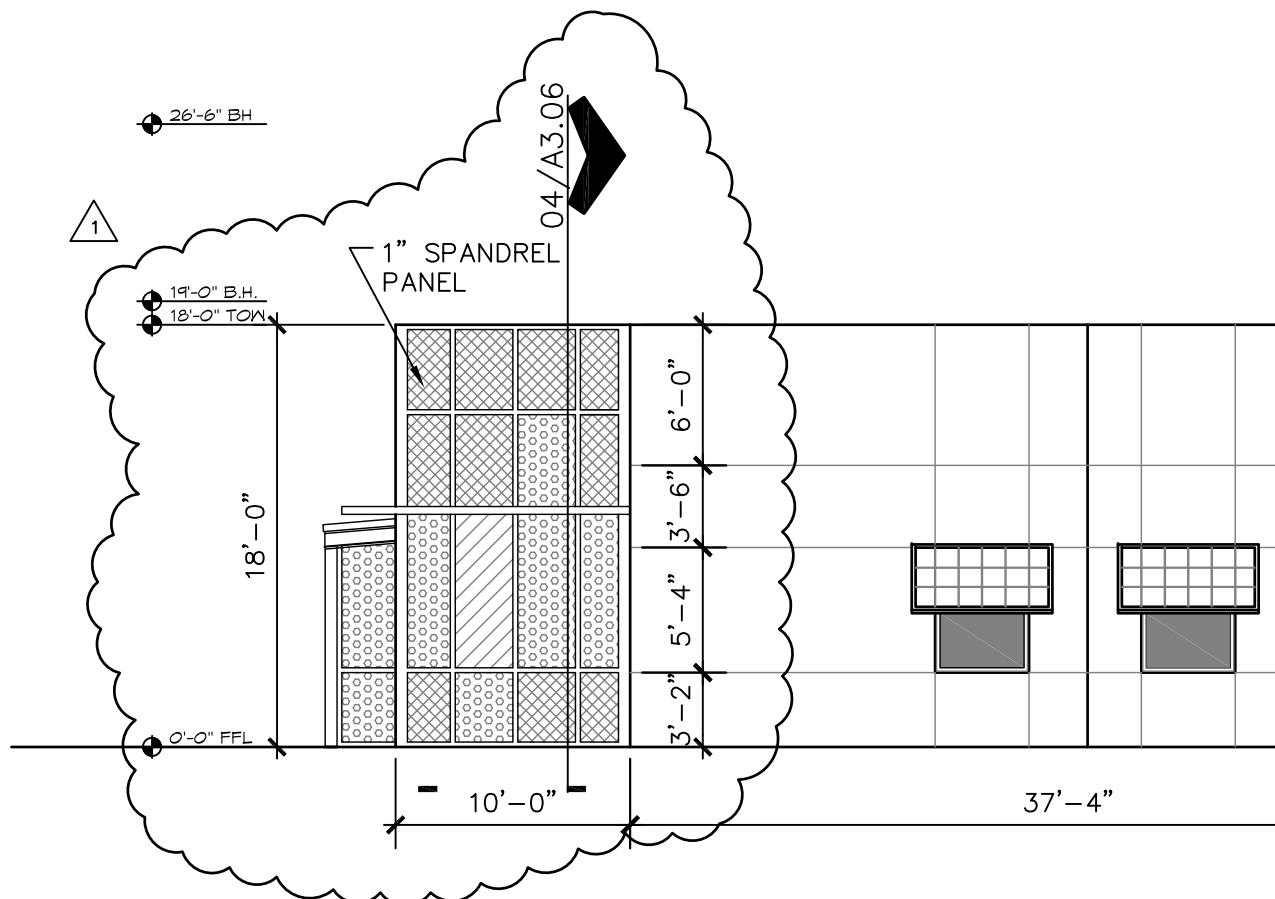 26'-6" BH
04/A3.06
1
1" SPANDREL
PANEL
19'-0" B.H.
18'-0" TOW
6'-0"
3'-6"
18'-0"
5'-4"
3'-2"
0'-0" FFL
10'-0"
37'-4"